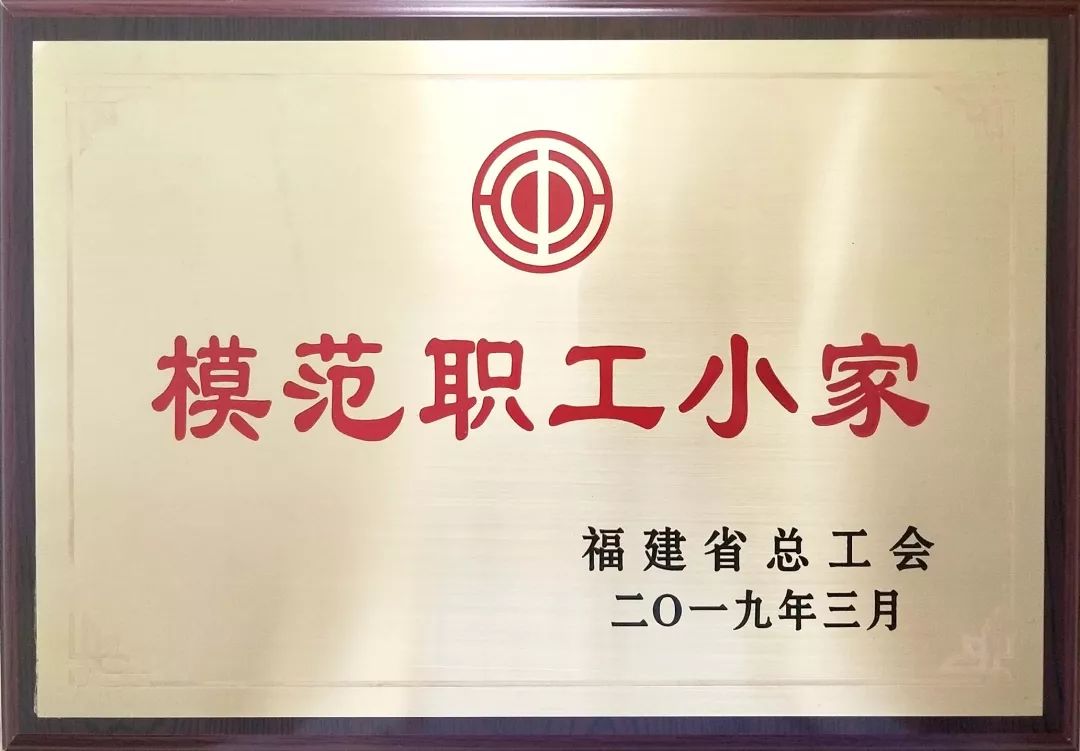 模范职工小家
福建省总工会
二〇一九年三月